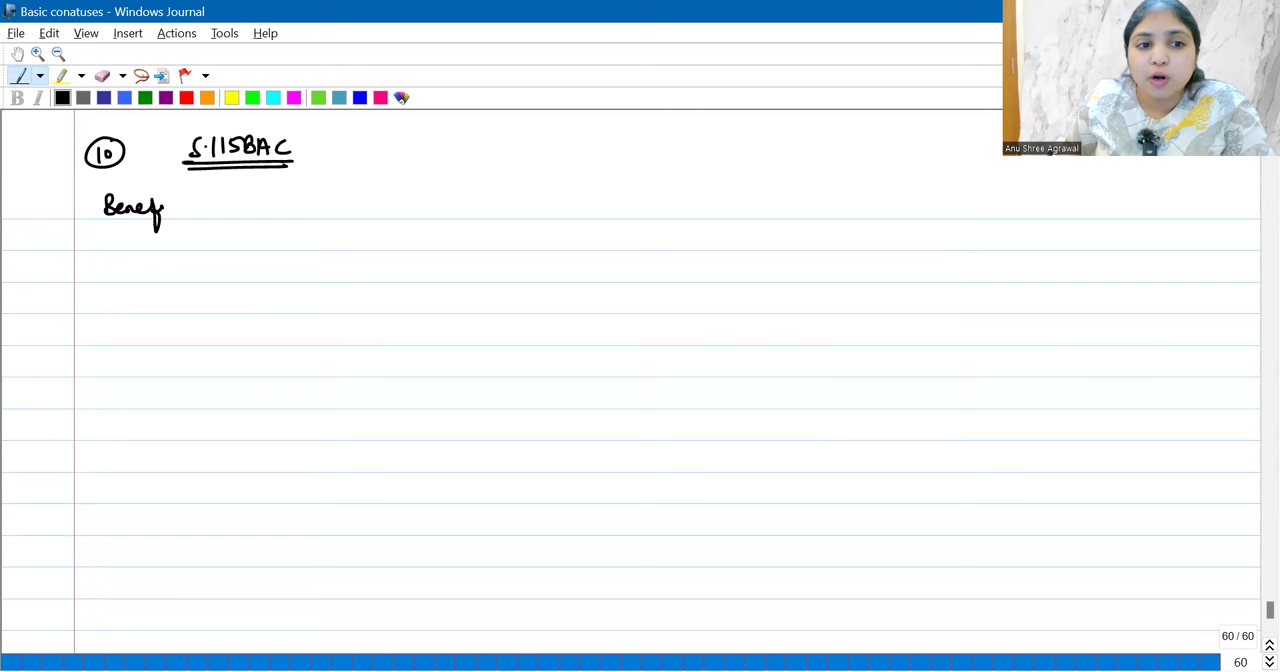 Basic conatuses - Windows Journal
File Edit View Insert Actions Tools Help
B I
Anu Shree Agrawal
10 S.115BAC
Benef
60 / 60
60